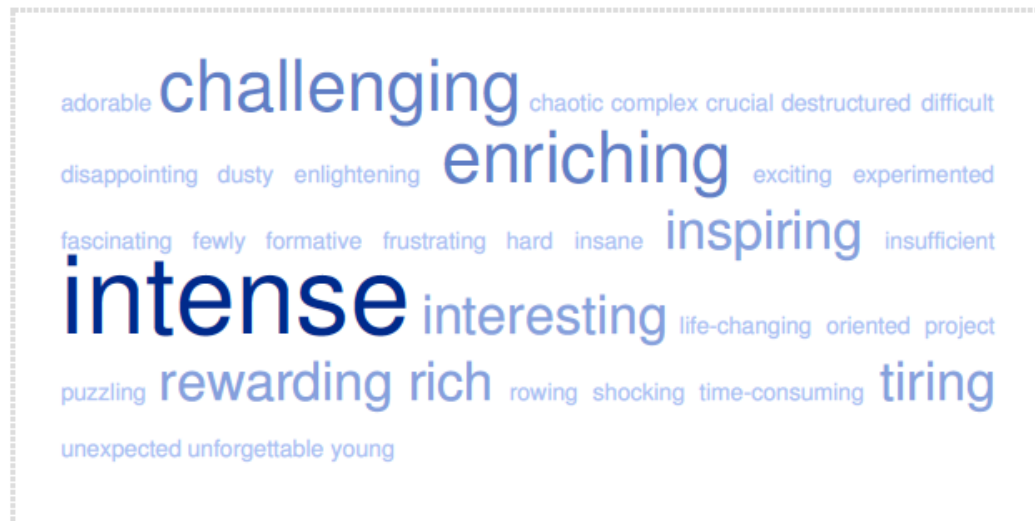 adorable challenging chaotic complex crucial destructured difficult
disappointing dusty enlightening enriching exciting experimented
fascinating fewly formative frustrating hard insane inspiring insufficient
intense interesting life-changing oriented project
puzzling rewarding rich rowing shocking time-consuming tiring
unexpected unforgettable young